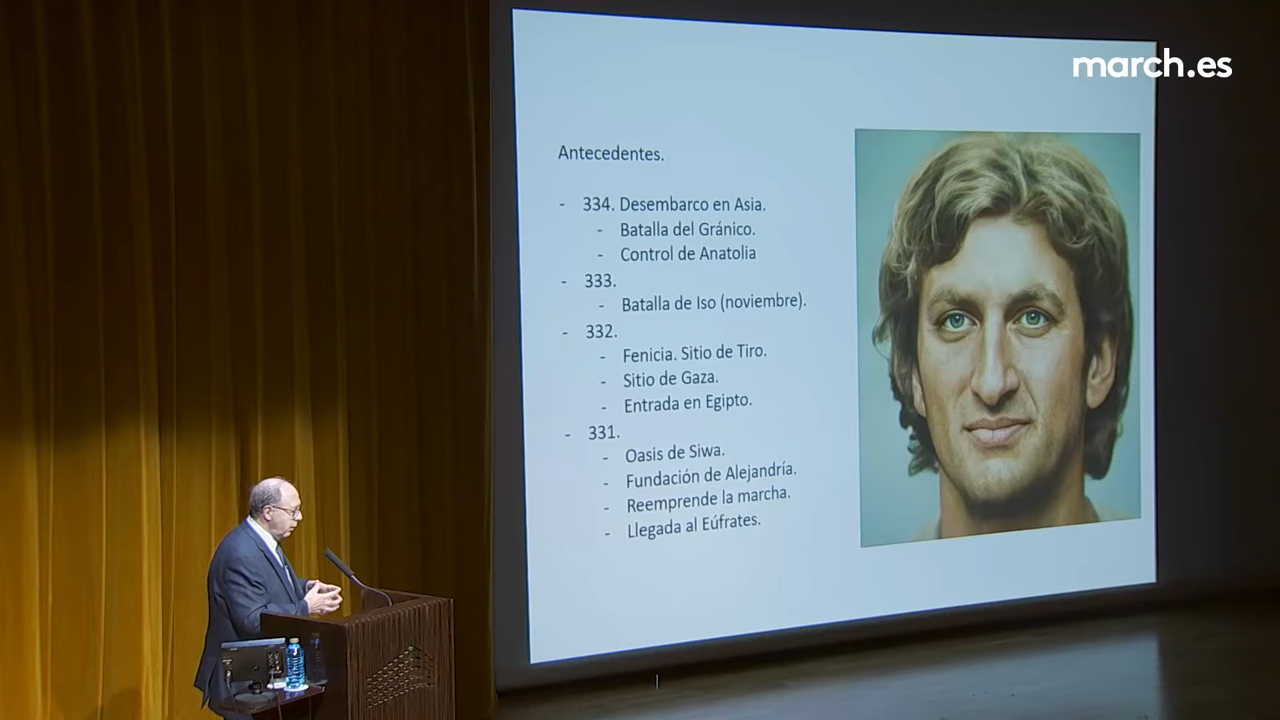 march.es
Antecedentes.
- 334. Desembarco en Asia.
- Batalla del Gránico.
- Control de Anatolia
- 333.
- Batalla de Iso (noviembre).
- 332.
- Fenicia. Sitio de Tiro.
- Sitio de Gaza.
- Entrada en Egipto.
- 331.
- Oasis de Siwa.
- Fundación de Alejandría.
- Reemprende la marcha.
- Llegada al Eúfrates.